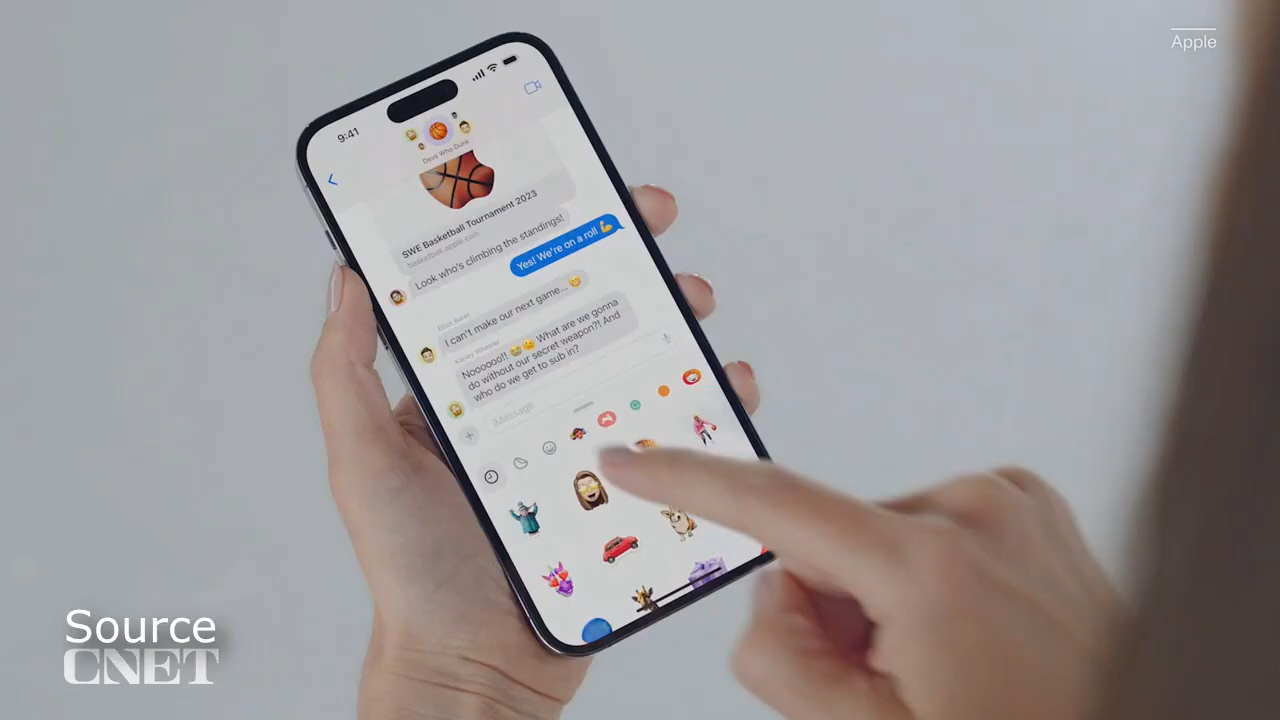 Apple
9:41
Devs Who Dunk
SWE Basketball Tournament 2023
basketball.apple.com
Look who's climbing the standings!
Yes! We're on a roll 💪
I can't make our next game... 🥲
Kelley Wheeler
Noooooo!! 😭🫠 What are we gonna
do without our secret weapon?! And
who do we get to sub in?
iMessage
Source
CNET